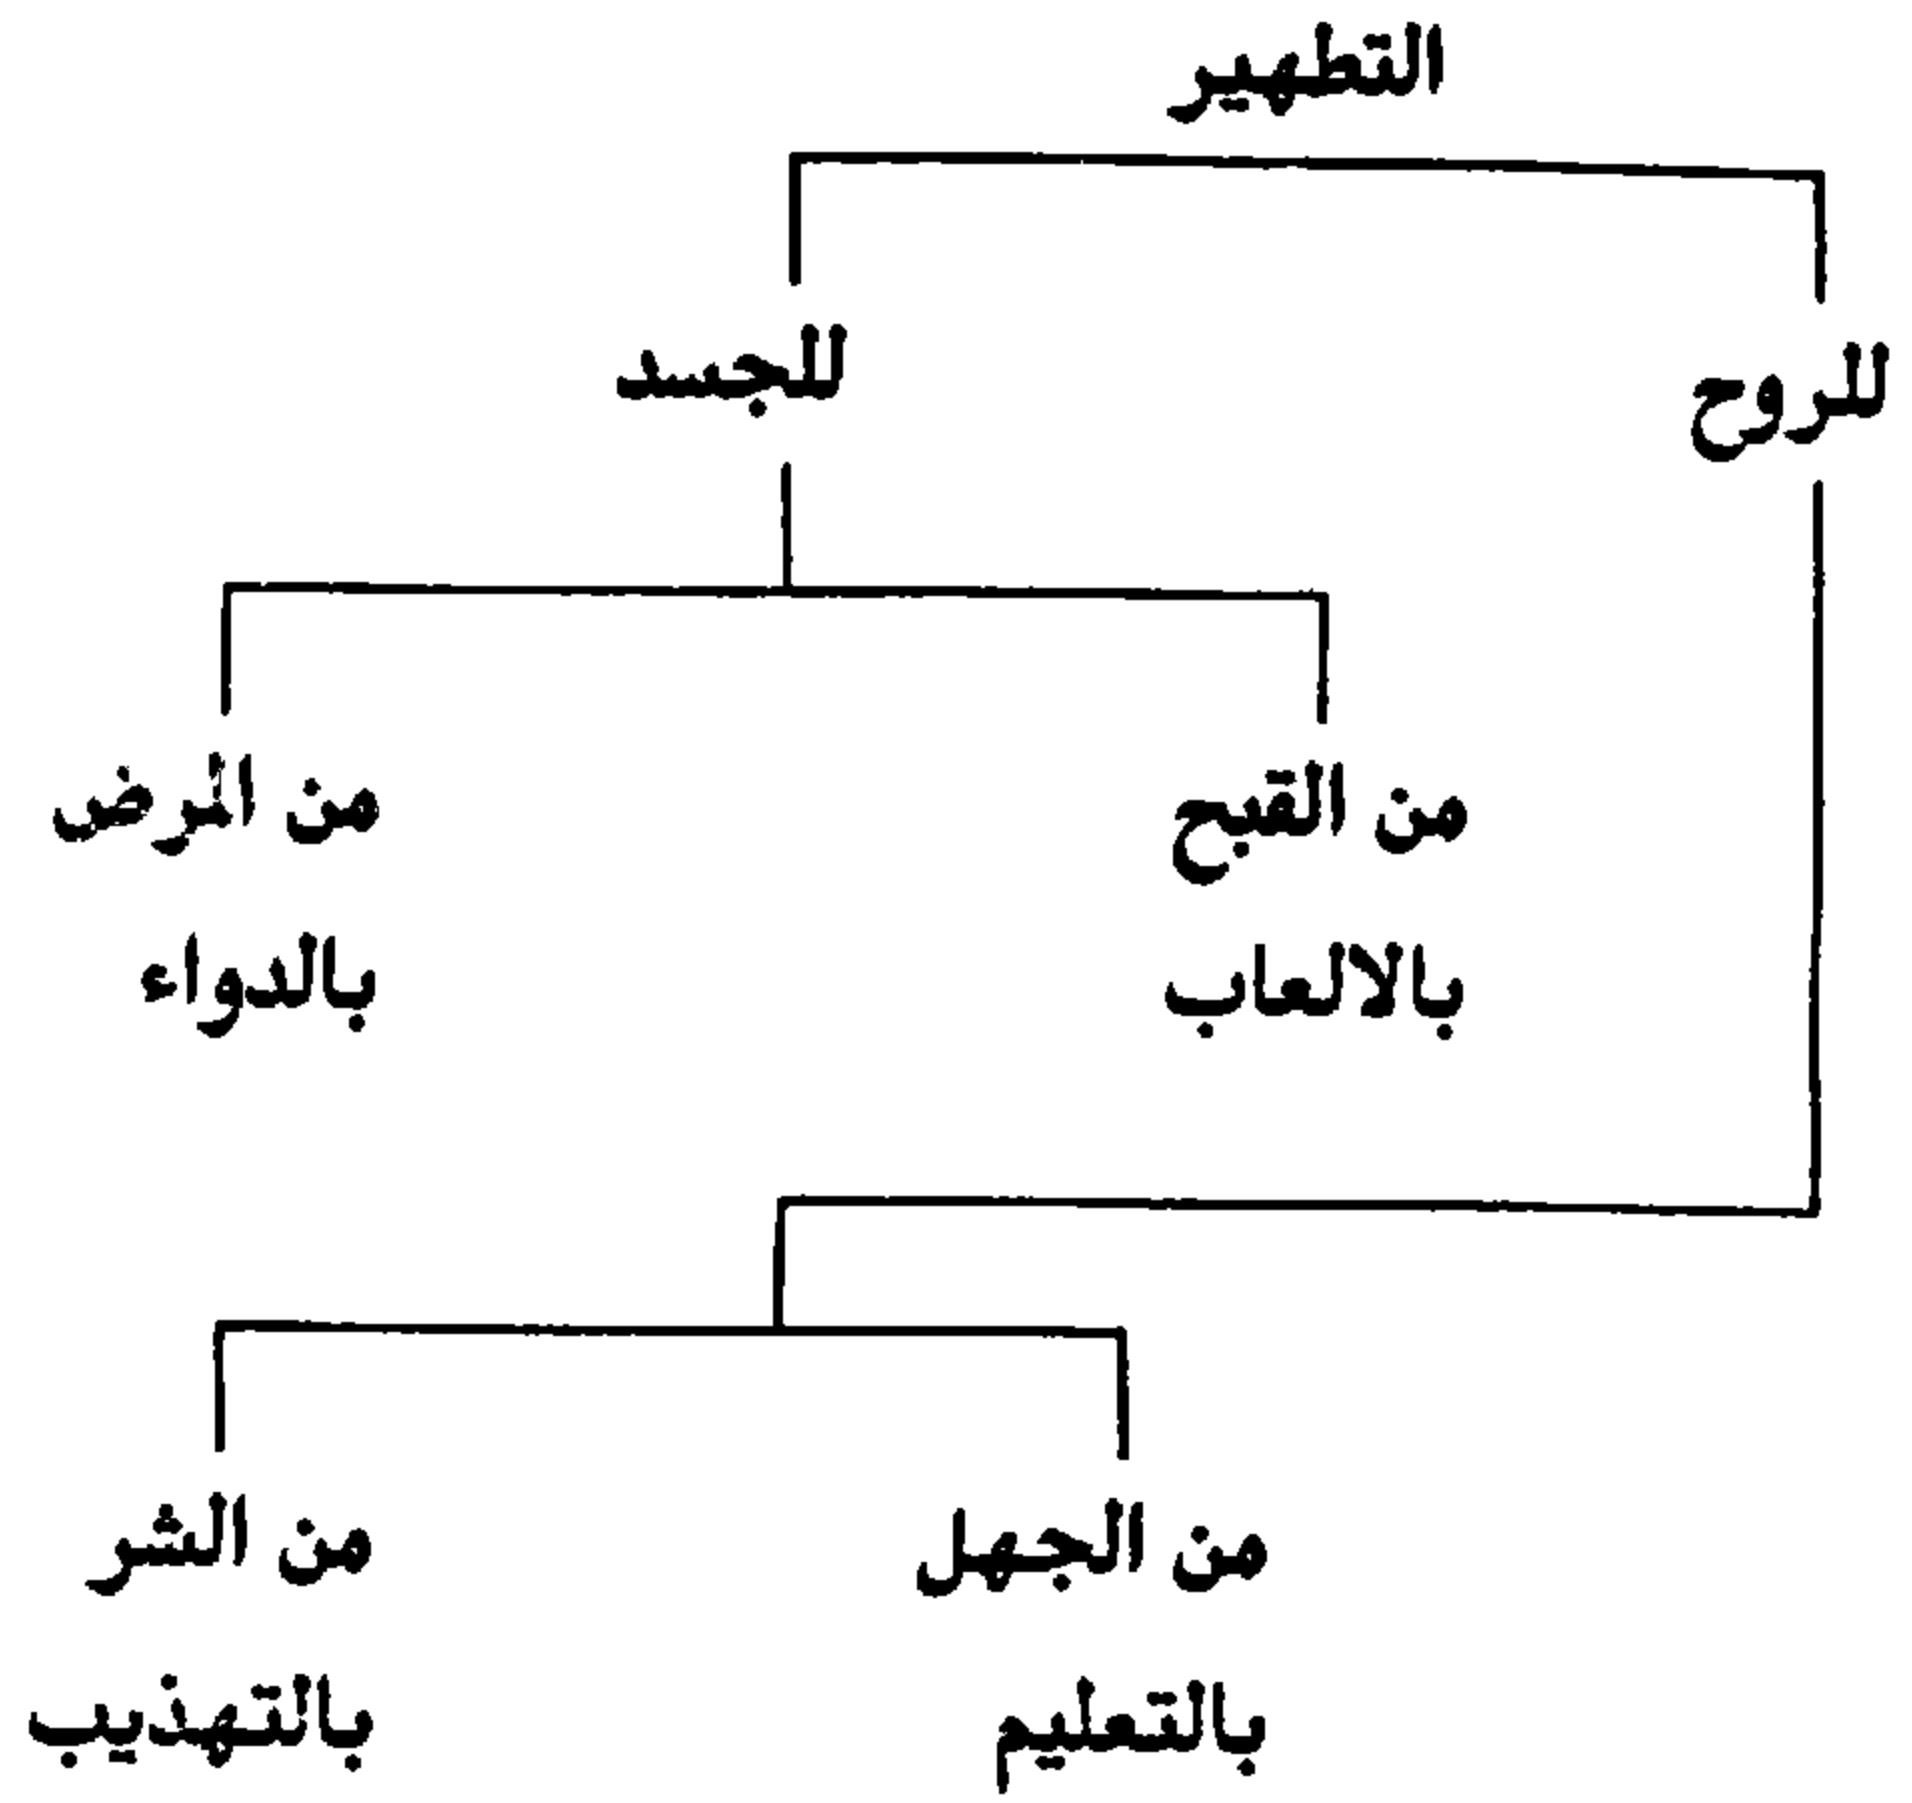 التطهير
للروح
للجسد
من القبح
بالالعاب
من المرض
بالدواء
من الجهل
بالتعليم
من الشر
بالتهذيب